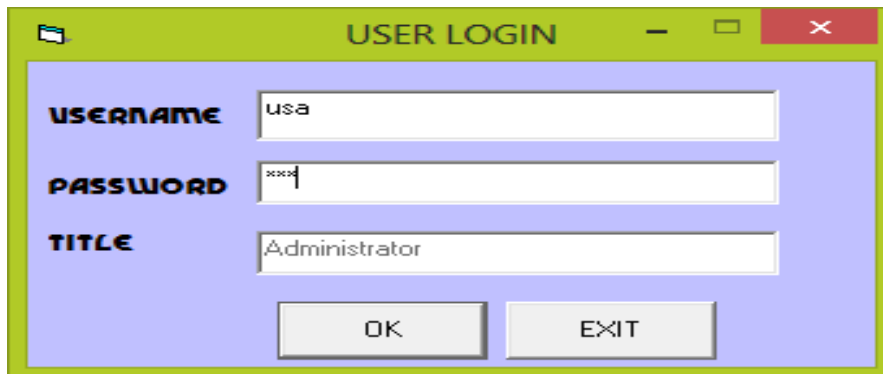 USER LOGIN
USERNAME usa
PASSWORD ***
TITLE Administrator
OK EXIT